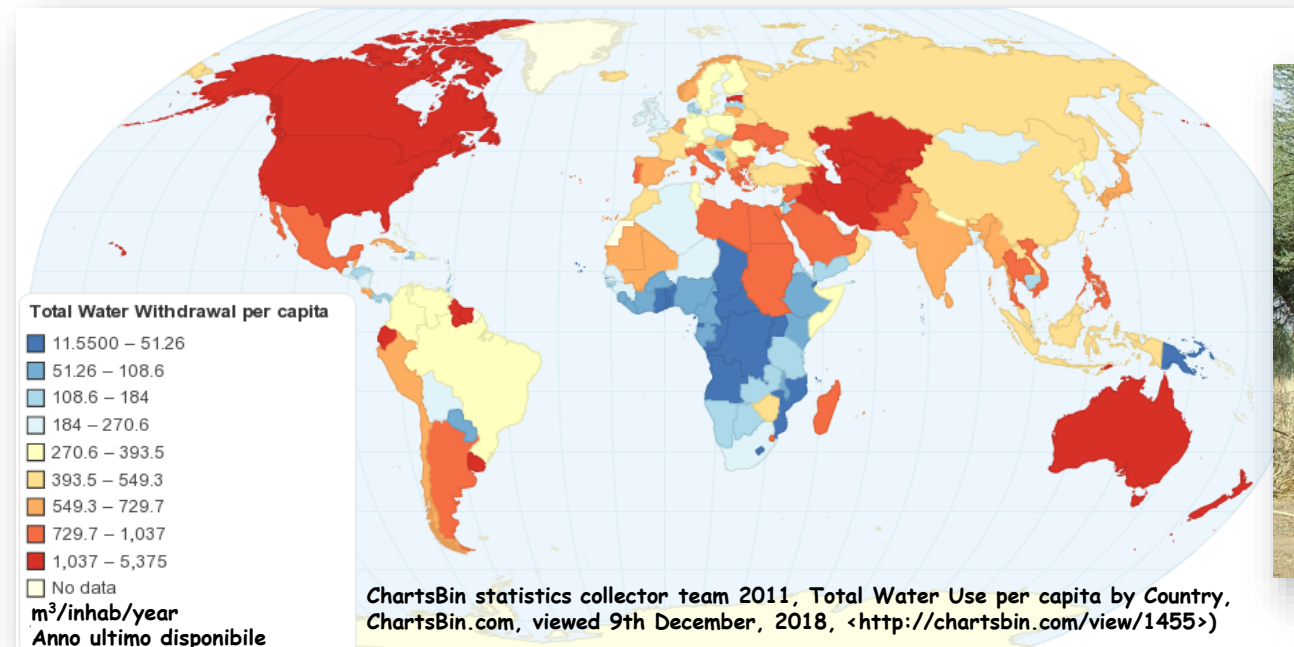 Total Water Withdrawal per capita
11.5500 – 51.26
51.26 – 108.6
108.6 – 184
184 – 270.6
270.6 – 393.5
393.5 – 549.3
549.3 – 729.7
729.7 – 1,037
1,037 – 5,375
No data
m³/inhab/year
Anno ultimo disponibile
ChartsBin statistics collector team 2011, Total Water Use per capita by Country,
ChartsBin.com, viewed 9th December, 2018, <http://chartsbin.com/view/1455>)